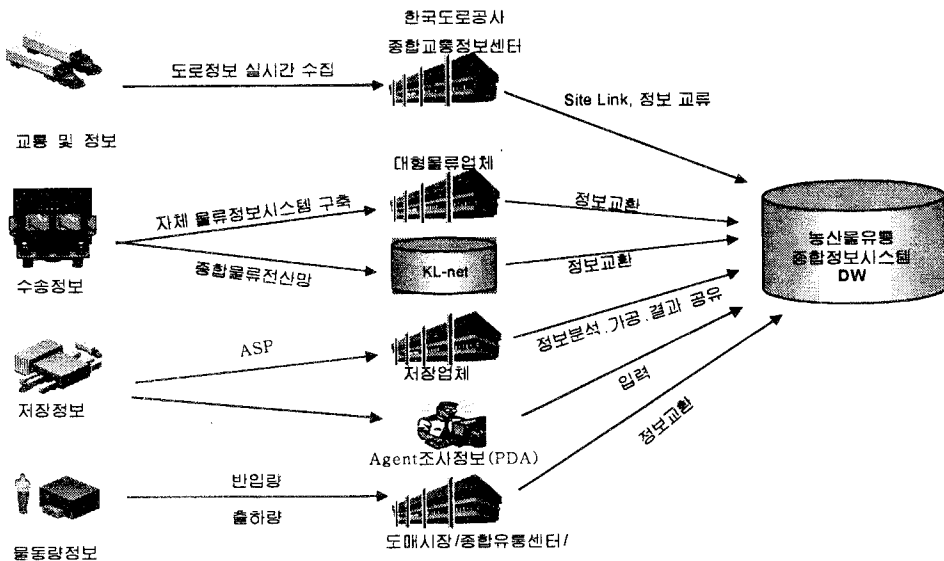 한국도로공사
종합교통정보센터
도로정보 실시간 수집
Site Link, 정보 교류
교통 및 정보
대형물류업체
자체 물류정보시스템 구축
정보교환
농산물유통
종합정보시스템
DW
KL-net
종합물류전산망
정보교환
수송정보
정보분석.가공.결과 공유
ASP
저장업체
입력
저장정보
정보교환
Agent조사정보(PDA)
반입량
출하량
도매시장/종합유통센터/
물동량정보